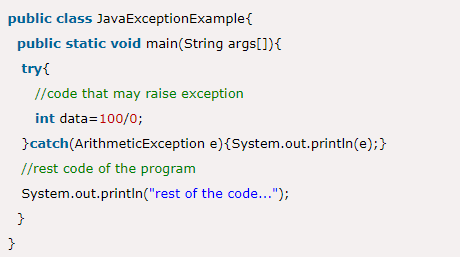 public class JavaExceptionExample{
public static void main(String args[]){
try{
//code that may raise exception
int data=100/0;
}catch(ArithmeticException e){System.out.println(e);}
//rest code of the program
System.out.println("rest of the code...");
}
}